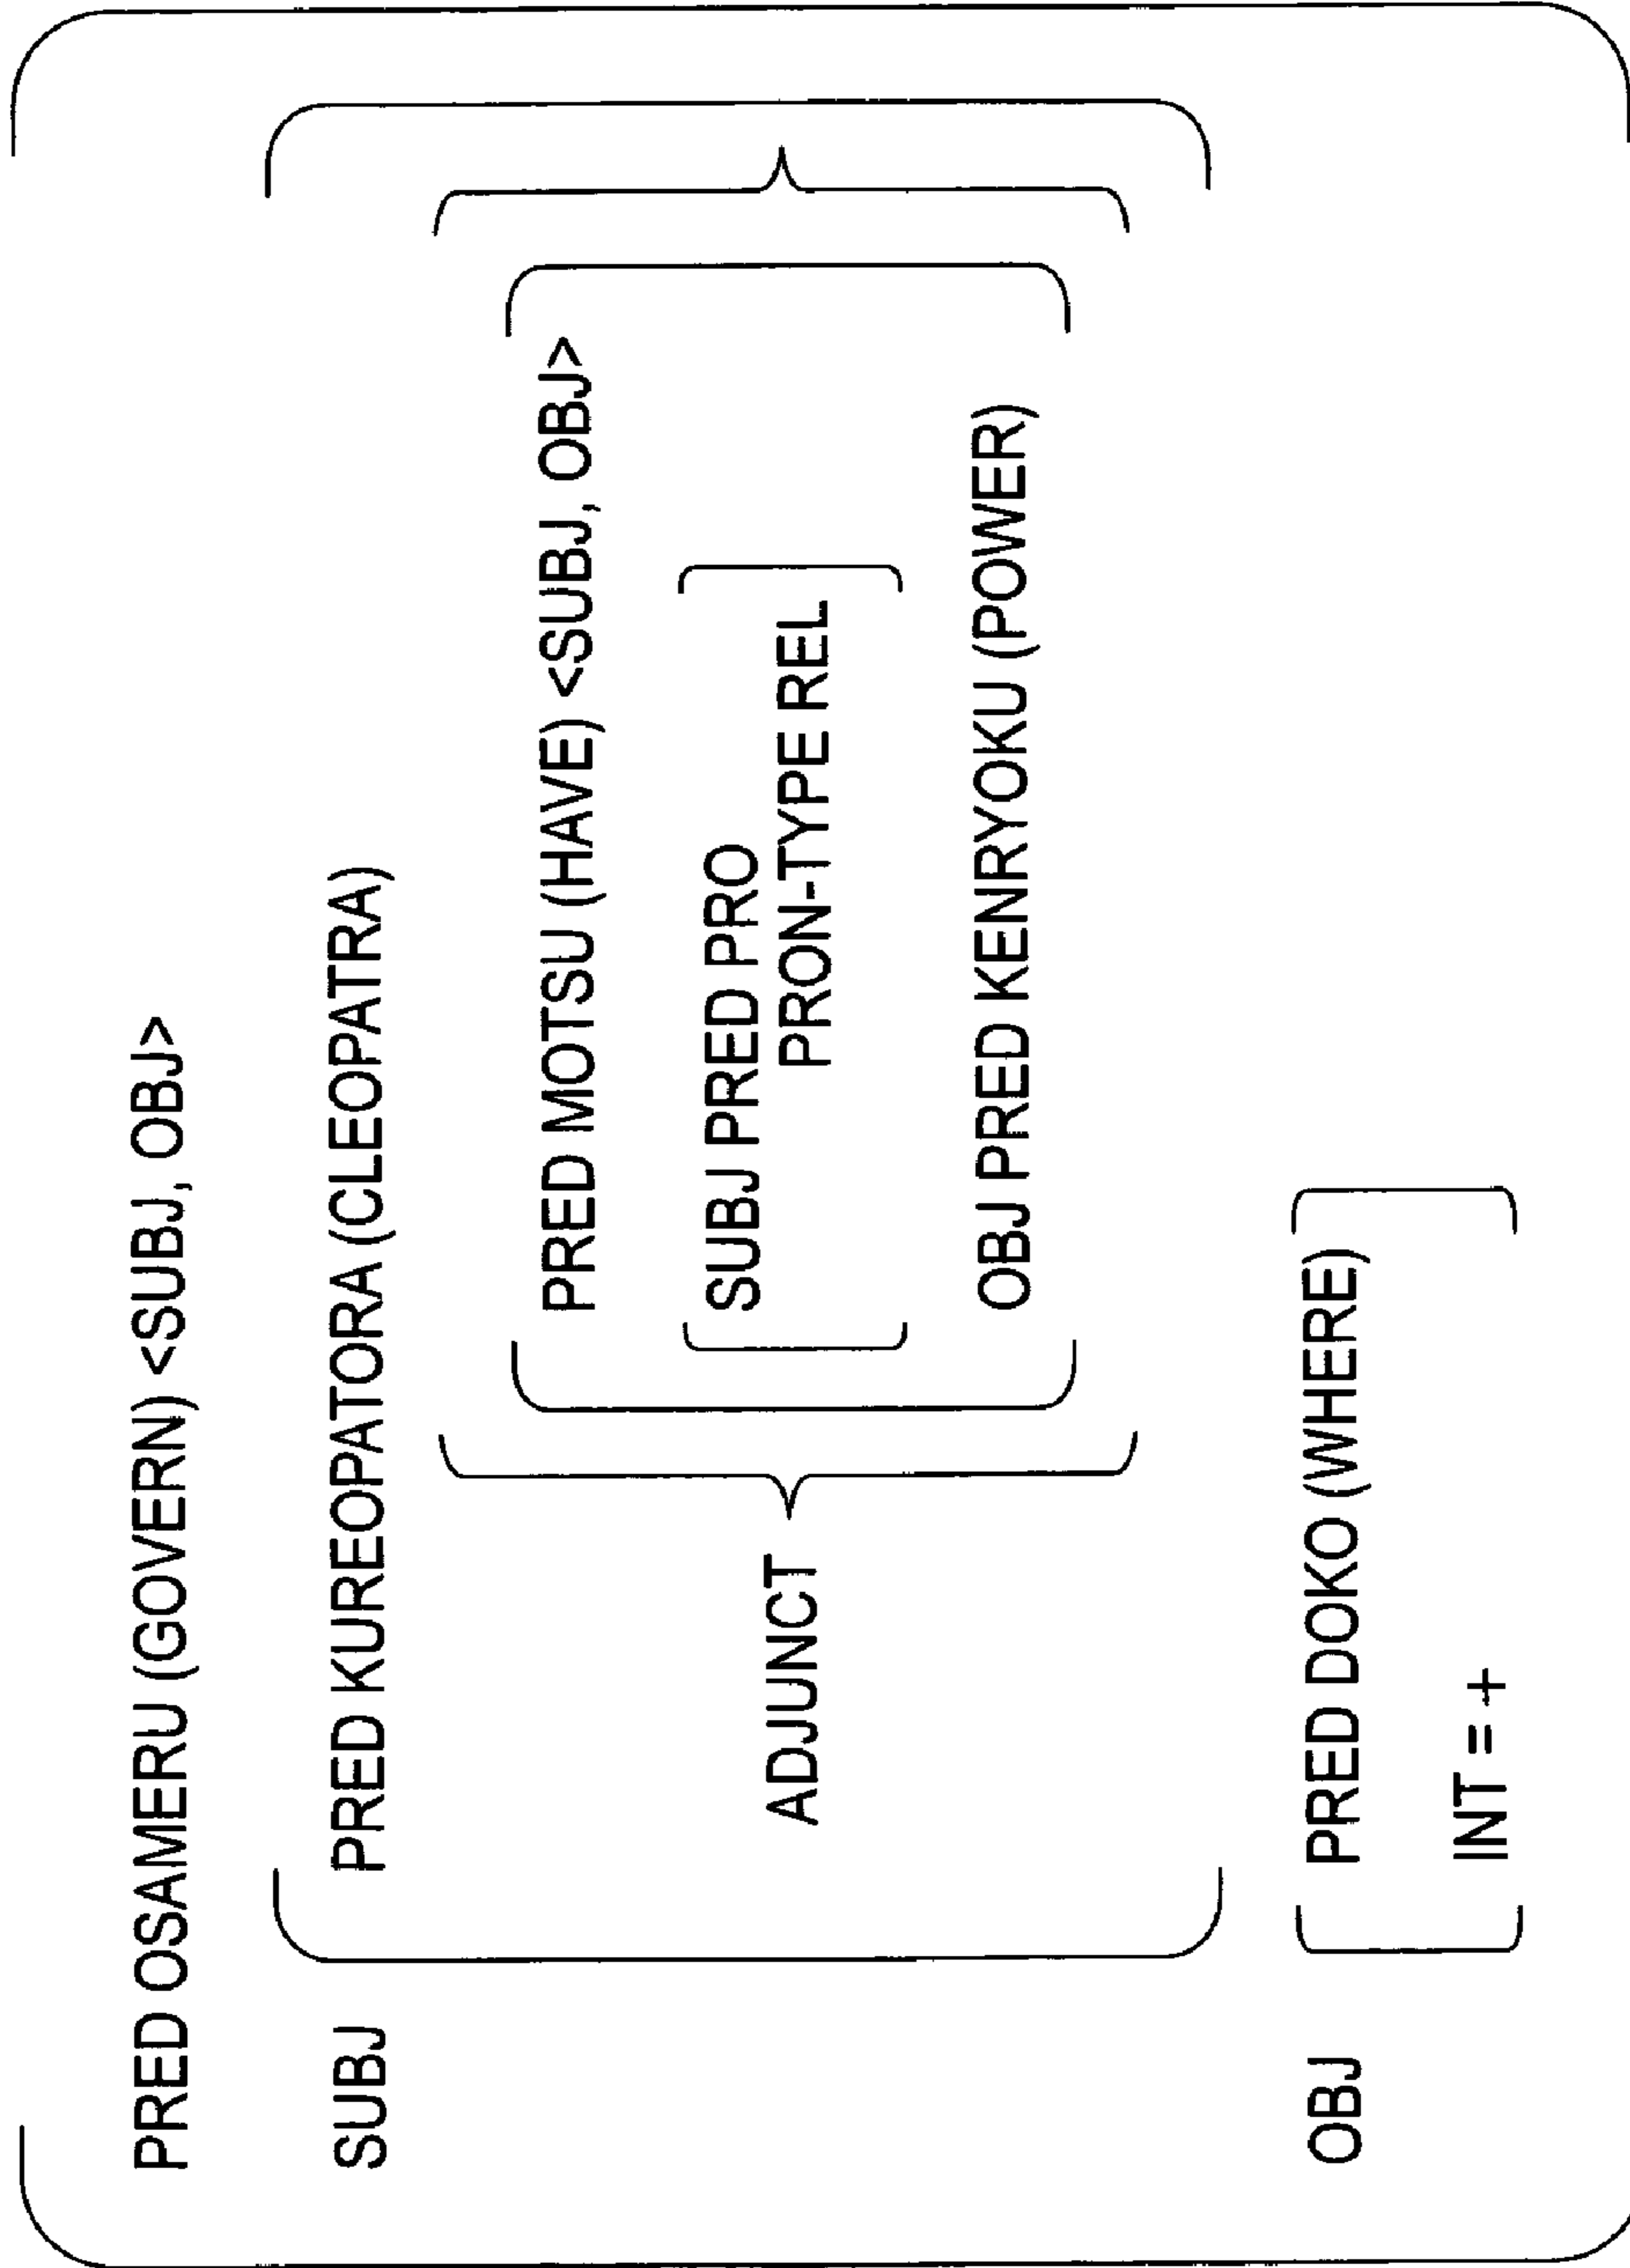 PRED OSAMERU (GOVERN) <SUBJ, OBJ>
SUBJ PRED KUREOPATORA (CLEOPATRA)
PRED MOTSU (HAVE) <SUBJ, OBJ>
SUBJ PRED PRO
ADJUNCT PRON-TYPE REL
OBJ PRED KENRYOKU (POWER)
OBJ PRED DOKO (WHERE)
INT = +